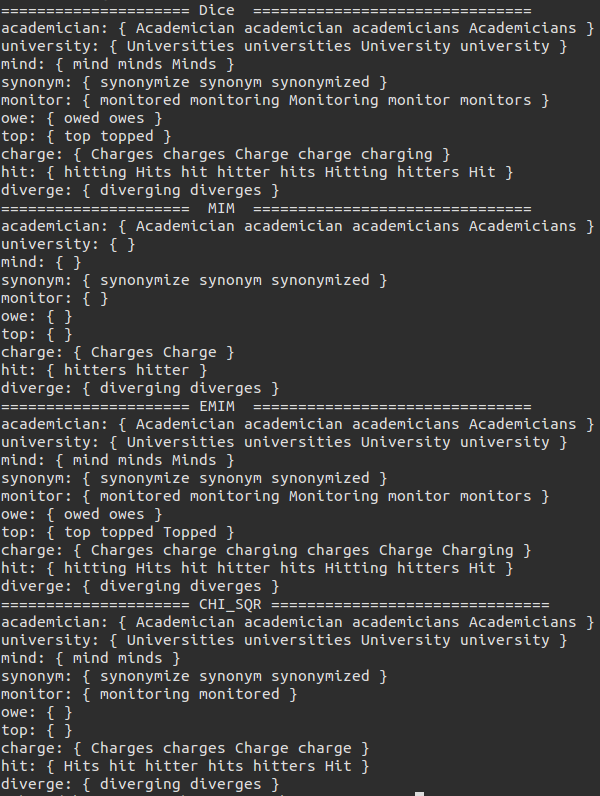 ===================== Dice  ===============================
academician: { Academician academician academicians Academicians }
university: { Universities universities University university }
mind: { mind minds Minds }
synonym: { synonymize synonym synonymized }
monitor: { monitored monitoring Monitoring monitor monitors }
owe: { owed owes }
top: { top topped }
charge: { Charges charges Charge charge charging }
hit: { hitting Hits hit hitter hits Hitting hitters Hit }
diverge: { diverging diverges }
=====================  MIM  ===============================
academician: { Academician academician academicians Academicians }
university: { }
mind: { }
synonym: { synonymize synonym synonymized }
monitor: { }
owe: { }
top: { }
charge: { Charges Charge }
hit: { hitters hitter }
diverge: { diverging diverges }
===================== EMIM  ===============================
academician: { Academician academician academicians Academicians }
university: { Universities universities University university }
mind: { mind minds Minds }
synonym: { synonymize synonym synonymized }
monitor: { monitored monitoring Monitoring monitor monitors }
owe: { owed owes }
top: { top topped Topped }
charge: { Charges charge charging charges Charge Charging }
hit: { hitting Hits hit hitter hits Hitting hitters Hit }
diverge: { diverging diverges }
===================== CHI_SQR ===============================
academician: { Academician academician academicians Academicians }
university: { Universities universities University university }
mind: { mind minds }
synonym: { synonymize synonym synonymized }
monitor: { monitoring monitored }
owe: { }
top: { }
charge: { Charges charges Charge charge }
hit: { Hits hit hitter hits hitters Hit }
diverge: { diverging diverges }